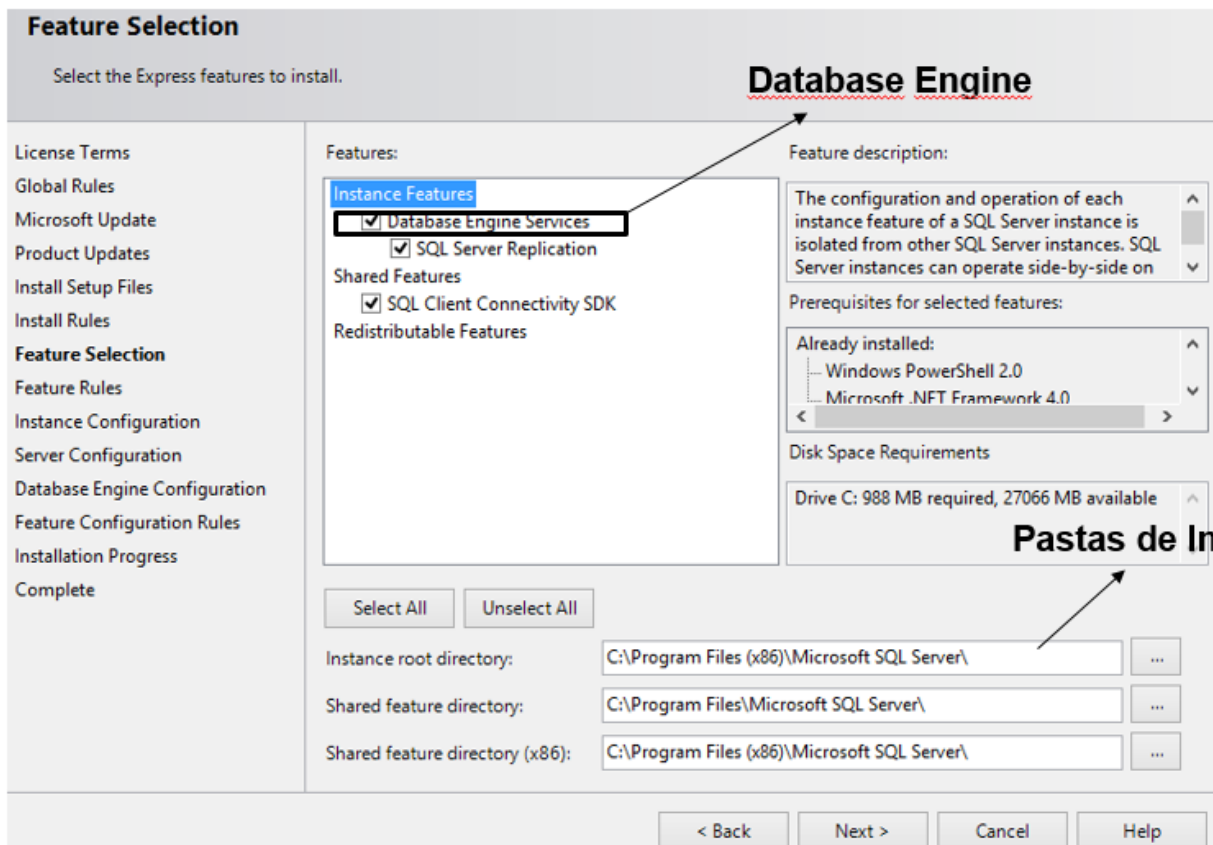 Feature Selection
Select the Express features to install.
Database Engine
License Terms
Global Rules
Microsoft Update
Product Updates
Install Setup Files
Install Rules
Feature Selection
Feature Rules
Instance Configuration
Server Configuration
Database Engine Configuration
Feature Configuration Rules
Installation Progress
Complete
Features:
Instance Features
Database Engine Services
SQL Server Replication
Shared Features
SQL Client Connectivity SDK
Redistributable Features
Feature description:
The configuration and operation of each
instance feature of a SQL Server instance is
isolated from other SQL Server instances. SQL
Server instances can operate side-by-side on
Prerequisites for selected features:
Already installed:
Windows PowerShell 2.0
Microsoft .NET Framework 4.0
Disk Space Requirements
Drive C: 988 MB required, 27066 MB available
Pastas de In
Select All
Unselect All
Instance root directory:
C:\Program Files (x86)\Microsoft SQL Server\
...
Shared feature directory:
C:\Program Files\Microsoft SQL Server\
...
Shared feature directory (x86):
C:\Program Files (x86)\Microsoft SQL Server\
...
< Back
Next >
Cancel
Help